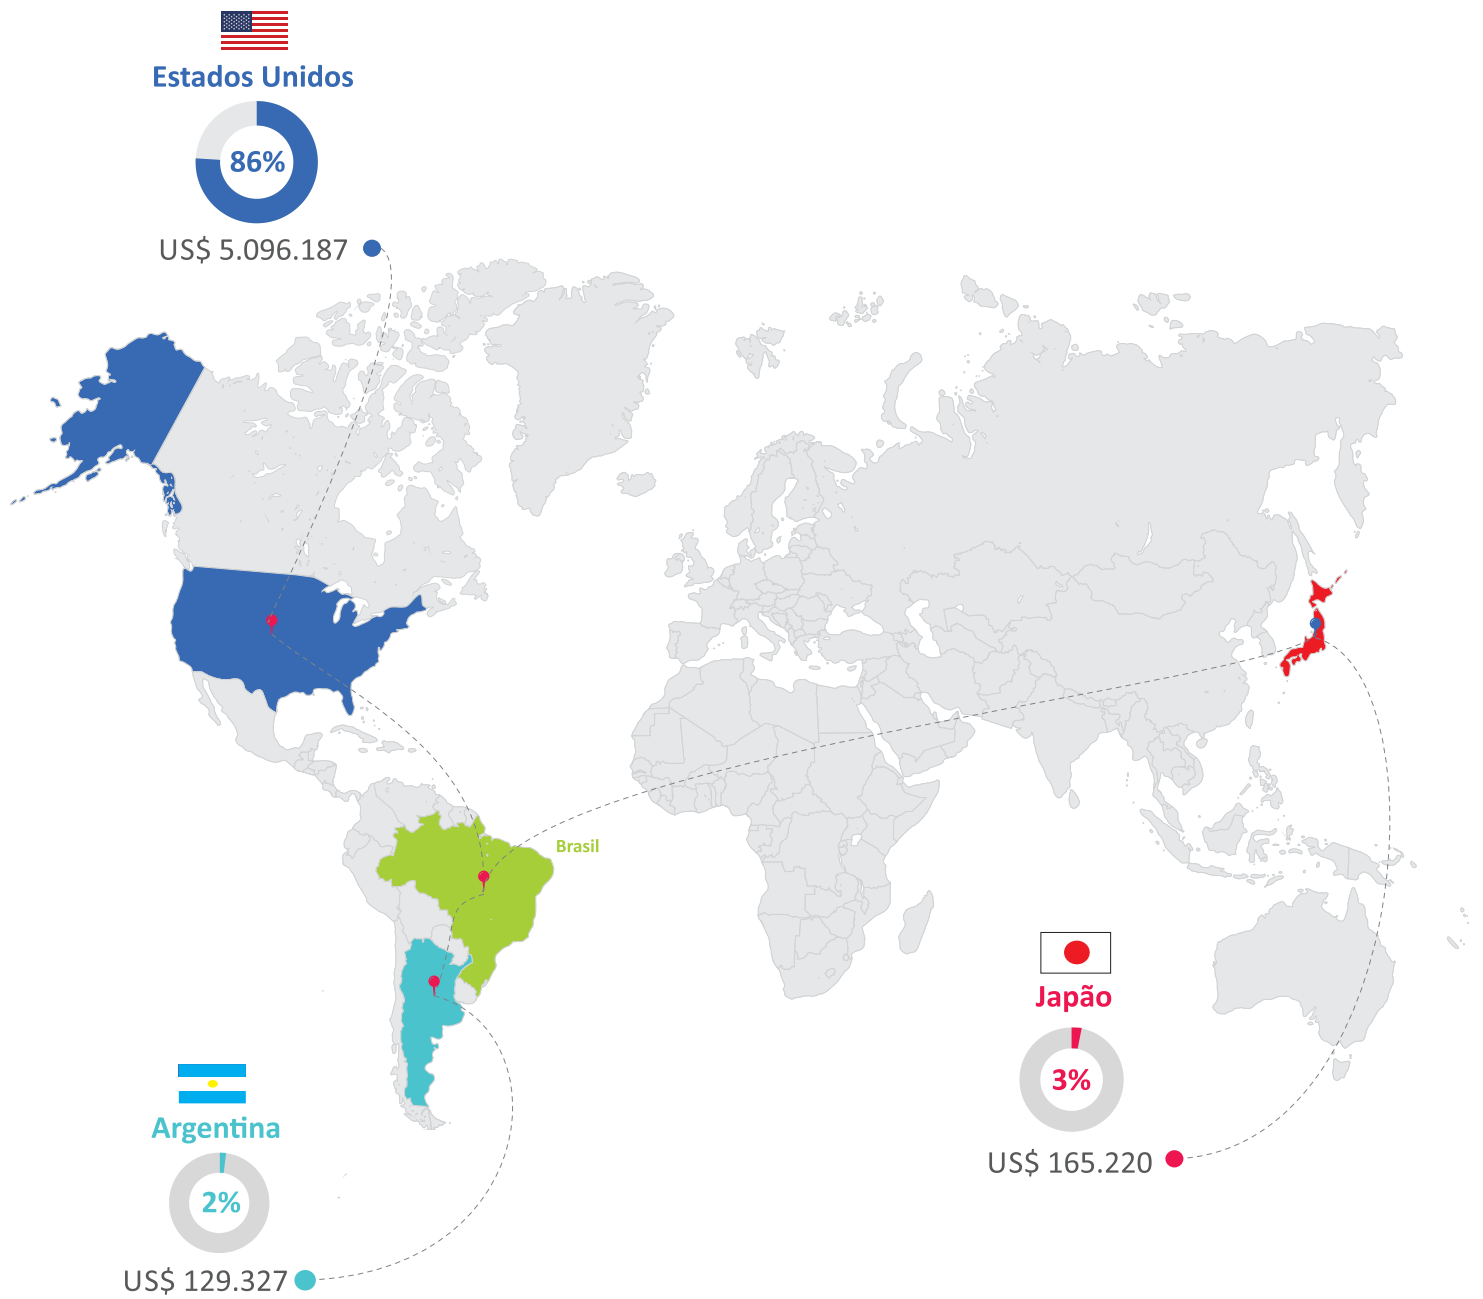 Estados Unidos
86%
US$ 5.096.187
Brasil
Japão
3%
US$ 165.220
Argentina
2%
US$ 129.327